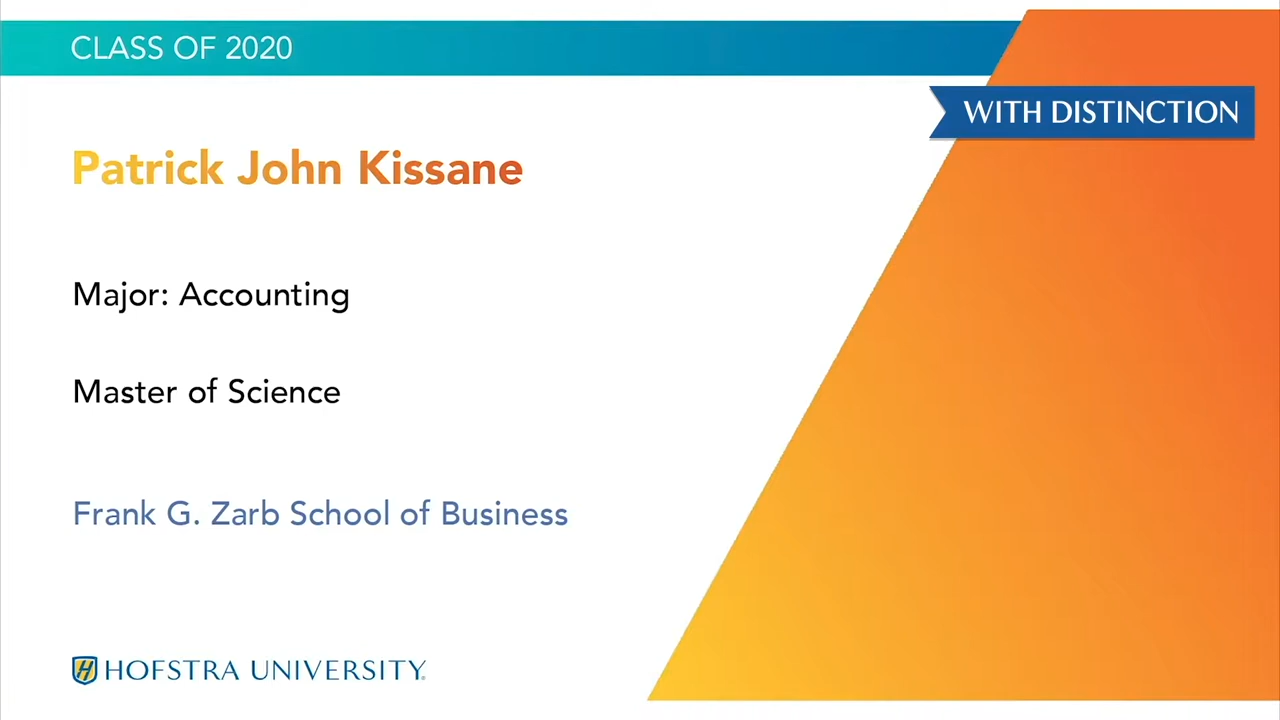 CLASS OF 2020
WITH DISTINCTION
Patrick John Kissane
Major: Accounting
Master of Science
Frank G. Zarb School of Business
H HOFSTRA UNIVERSITY®